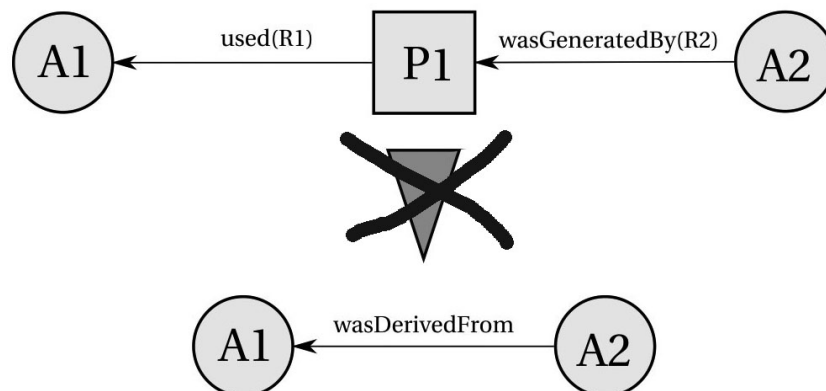 used(R1)
wasGeneratedBy(R2)
A1
P1
A2
wasDerivedFrom
A1
A2